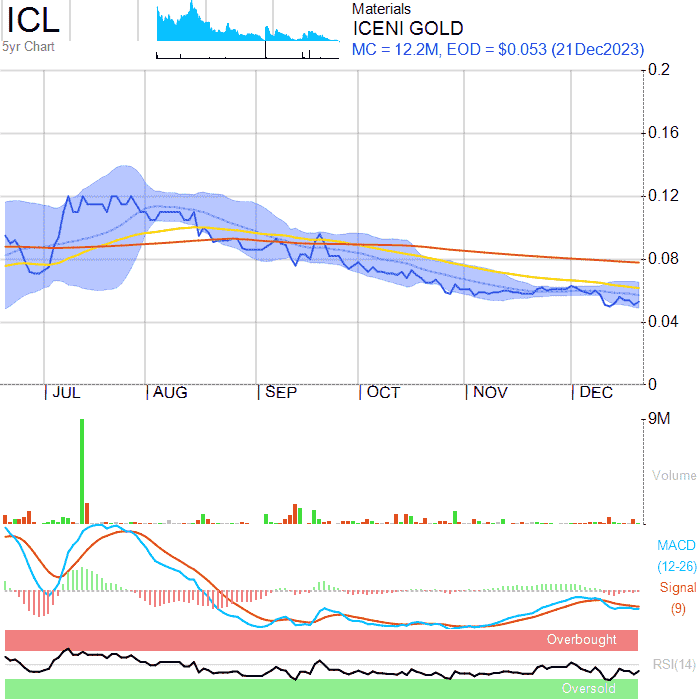 ICL
5yr Chart
Materials
ICENI GOLD
MC = 12.2M, EOD = $0.053 (21Dec2023)
0.2
0.16
0.12
0.08
0.04
0
JUL AUG SEP OCT NOV DEC
9M
Volume
MACD
(12-26)
Signal
(9)
Overbought
RSI(14)
Oversold